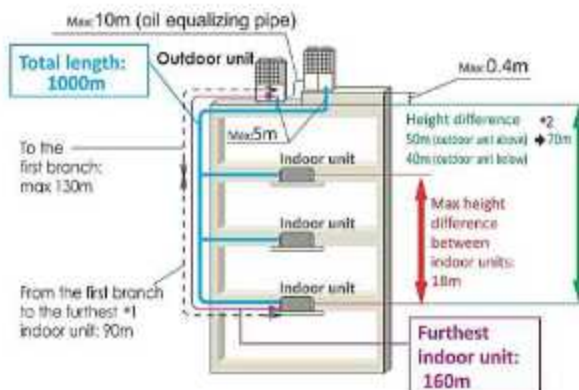 Max 10m (oil equalizing pipe)
Total length:
1000m
Outdoor unit
Max 0.4m
Max 5m
Height difference *2
50m (outdoor unit above) ➔70m
40m (outdoor unit below)
To the
first branch:
max 130m
Indoor unit
Indoor unit
Indoor unit
Max height
difference
between
indoor units:
18m
From the first branch
to the furthest *1
indoor unit: 90m
Furthest
indoor unit:
160m